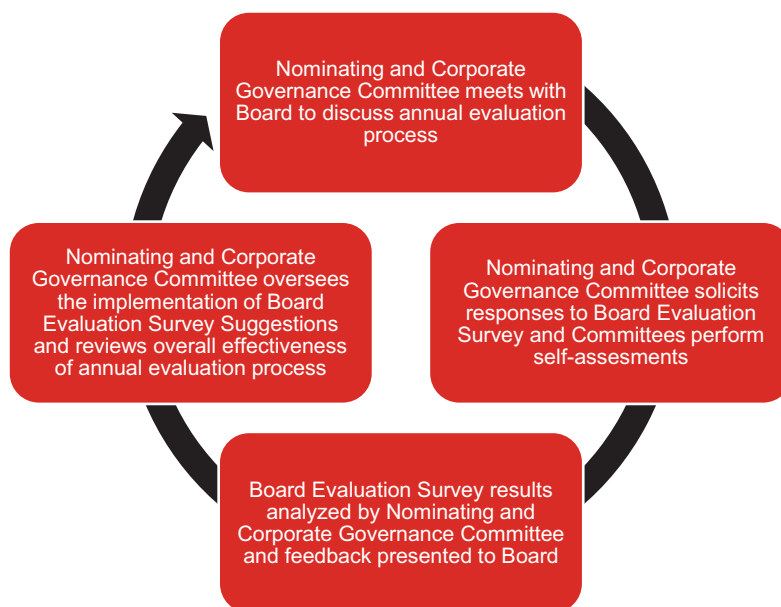 Nominating and Corporate
Governance Committee meets with
Board to discuss annual evaluation
process
Nominating and Corporate
Governance Committee solicits
responses to Board Evaluation
Survey and Committees perform
self-assesments
Board Evaluation Survey results
analyzed by Nominating and
Corporate Governance Committee
and feedback presented to Board
Nominating and Corporate
Governance Committee oversees
the implementation of Board
Evaluation Survey Suggestions
and reviews overall effectiveness
of annual evaluation process